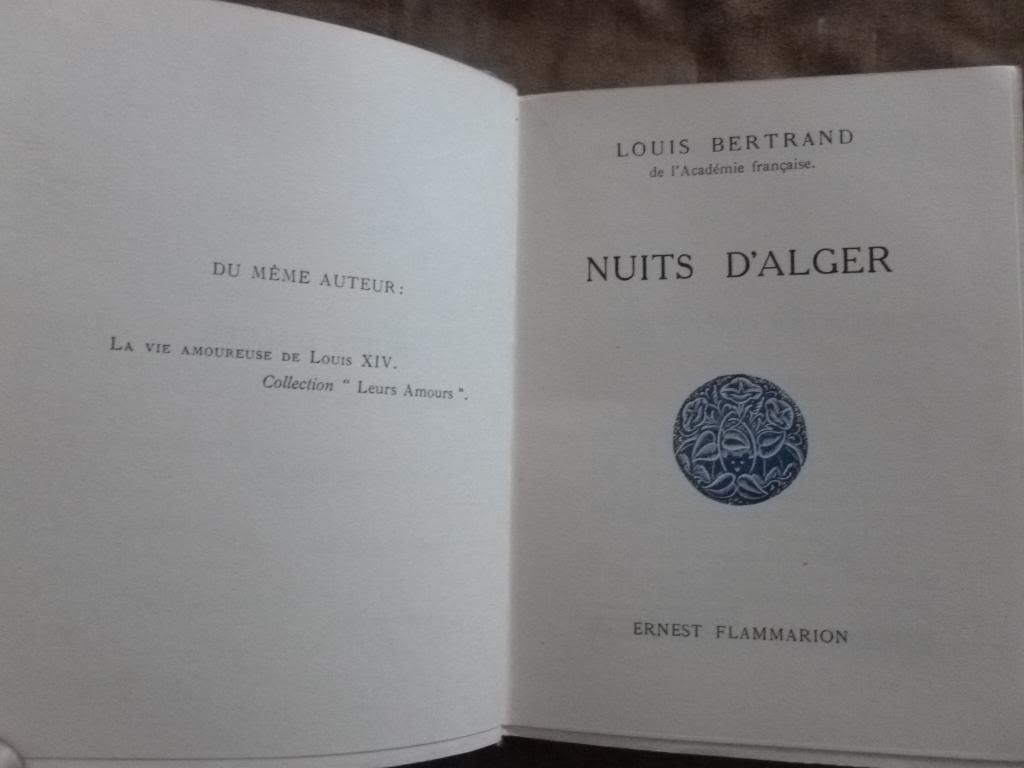 DU MÊME AUTEUR:
LA VIE AMOUREUSE DE LOUIS XIV.
Collection " Leurs Amours ".
LOUIS BERTRAND
de l'Académie française.
NUITS D'ALGER
ERNEST FLAMMARION